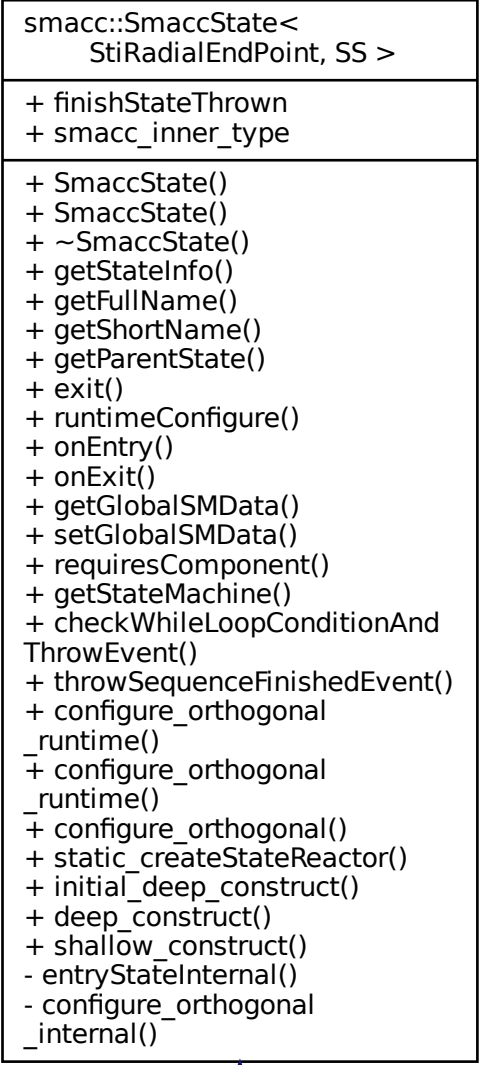 smacc::SmaccState<
StiRadialEndPoint, SS >
+ finishStateThrown
+ smacc_inner_type
+ SmaccState()
+ SmaccState()
+ ~SmaccState()
+ getStateInfo()
+ getFullName()
+ getShortName()
+ getParentState()
+ exit()
+ runtimeConfigure()
+ onEntry()
+ onExit()
+ getGlobalSMData()
+ setGlobalSMData()
+ requiresComponent()
+ getStateMachine()
+ checkWhileLoopConditionAnd
ThrowEvent()
+ throwSequenceFinishedEvent()
+ configure_orthogonal
_runtime()
+ configure_orthogonal
_runtime()
+ configure_orthogonal()
+ static_createStateReactor()
+ initial_deep_construct()
+ deep_construct()
+ shallow_construct()
- entryStateInternal()
- configure_orthogonal
_internal()